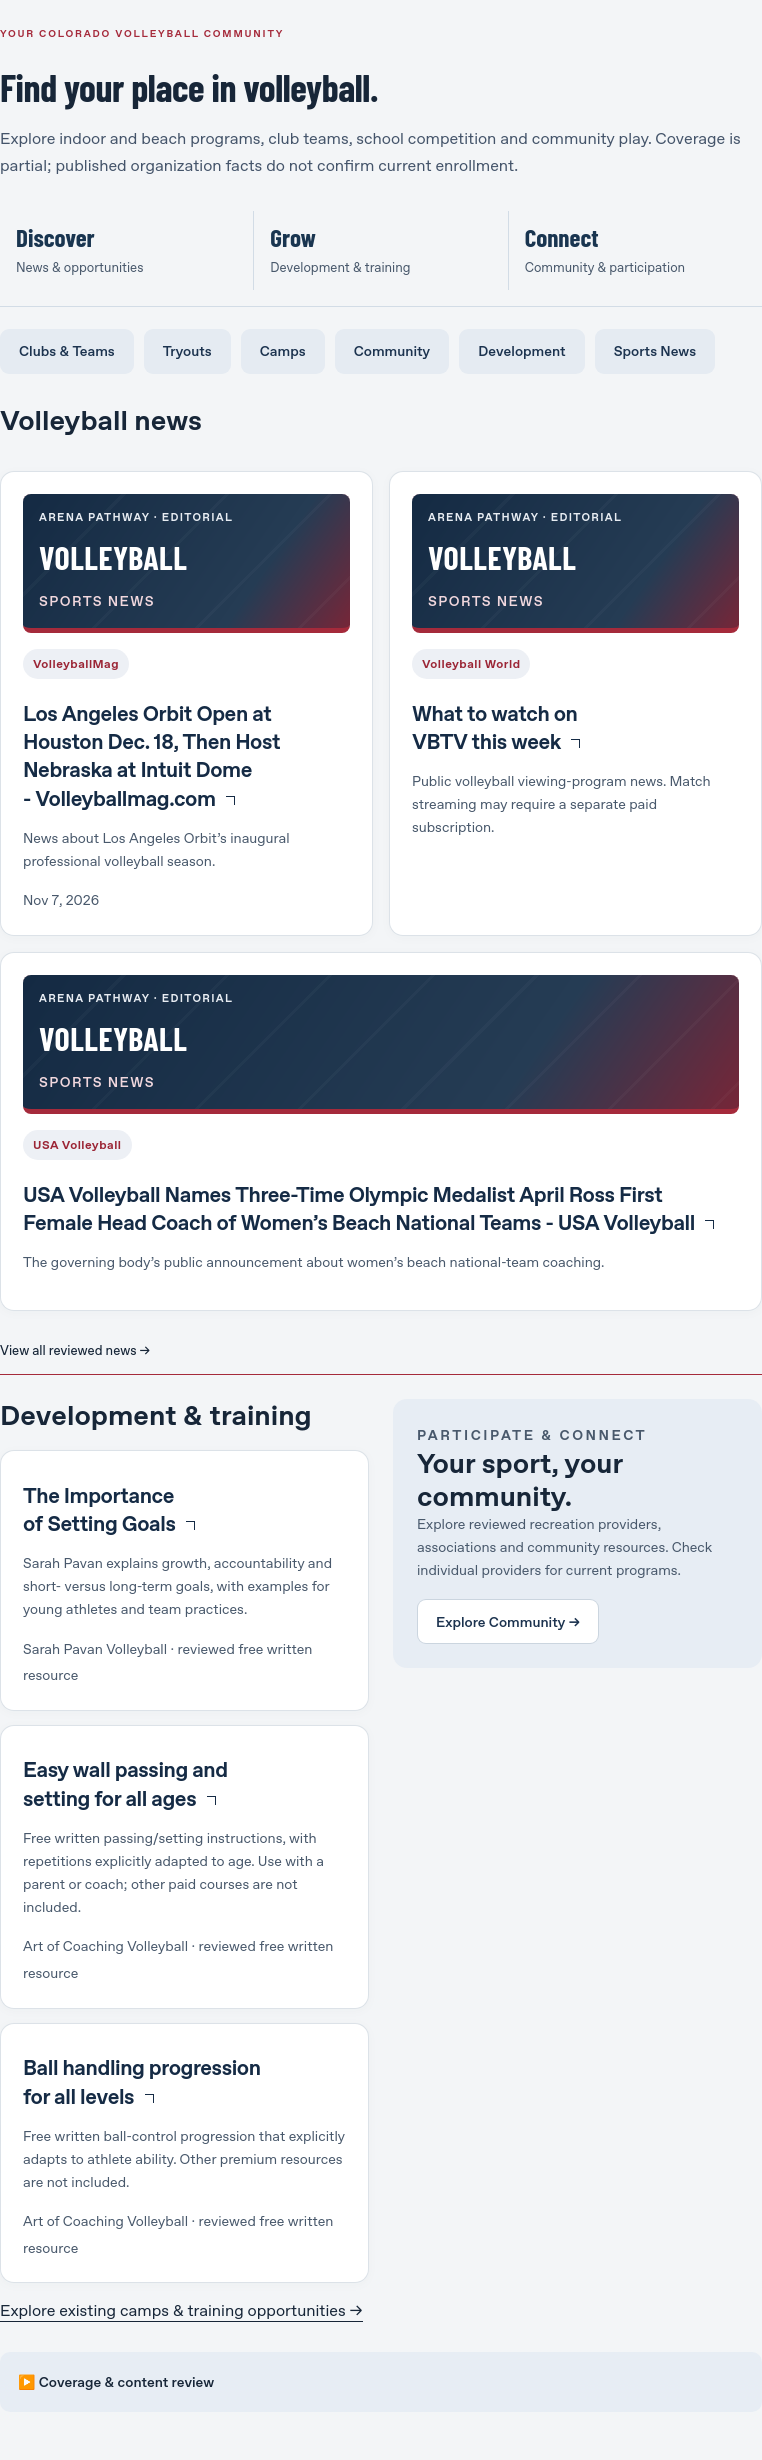 YOUR COLORADO VOLLEYBALL COMMUNITY
Find your place in volleyball.
Explore indoor and beach programs, club teams, school competition and community play. Coverage is
partial; published organization facts do not confirm current enrollment.
Discover
News & opportunities
Grow
Development & training
Connect
Community & participation
Clubs & Teams
Tryouts
Camps
Community
Development
Sports News
Volleyball news
ARENA PATHWAY · EDITORIAL
VOLLEYBALL
SPORTS NEWS
VolleyballMag
Los Angeles Orbit Open at
Houston Dec. 18, Then Host
Nebraska at Intuit Dome
- Volleyballmag.com
News about Los Angeles Orbit’s inaugural
professional volleyball season.
Nov 7, 2026
ARENA PATHWAY · EDITORIAL
VOLLEYBALL
SPORTS NEWS
Volleyball World
What to watch on
VBTV this week
Public volleyball viewing-program news. Match
streaming may require a separate paid
subscription.
ARENA PATHWAY · EDITORIAL
VOLLEYBALL
SPORTS NEWS
USA Volleyball
USA Volleyball Names Three-Time Olympic Medalist April Ross First
Female Head Coach of Women’s Beach National Teams - USA Volleyball
The governing body’s public announcement about women’s beach national-team coaching.
View all reviewed news →
Development & training
The Importance
of Setting Goals
Sarah Pavan explains growth, accountability and
short- versus long-term goals, with examples for
young athletes and team practices.
Sarah Pavan Volleyball · reviewed free written
resource
Easy wall passing and
setting for all ages
Free written passing/setting instructions, with
repetitions explicitly adapted to age. Use with a
parent or coach; other paid courses are not
included.
Art of Coaching Volleyball · reviewed free written
resource
Ball handling progression
for all levels
Free written ball-control progression that explicitly
adapts to athlete ability. Other premium resources
are not included.
Art of Coaching Volleyball · reviewed free written
resource
Explore existing camps & training opportunities →
PARTICIPATE & CONNECT
Your sport, your
community.
Explore reviewed recreation providers,
associations and community resources. Check
individual providers for current programs.
Explore Community →
▶️ Coverage & content review